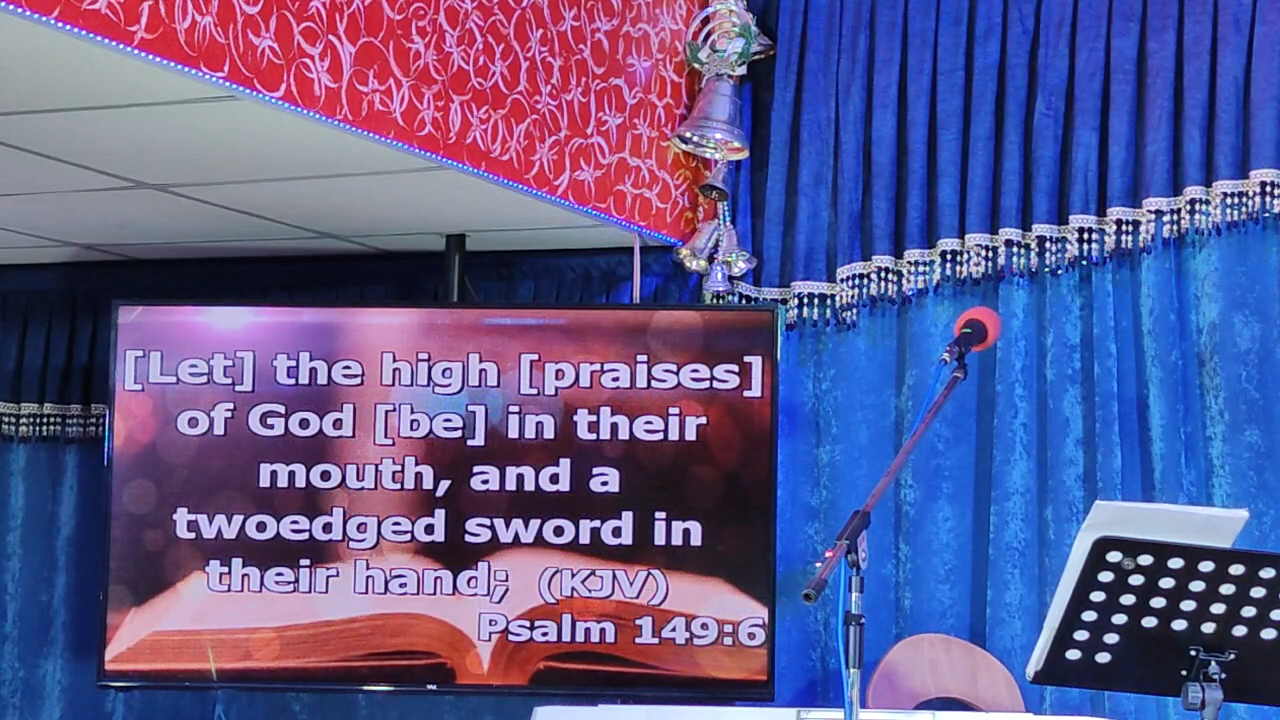 [Let] the high [praises]
of God [be] in their
mouth, and a
twoedged sword in
their hand; (KJV)
Psalm 149:6